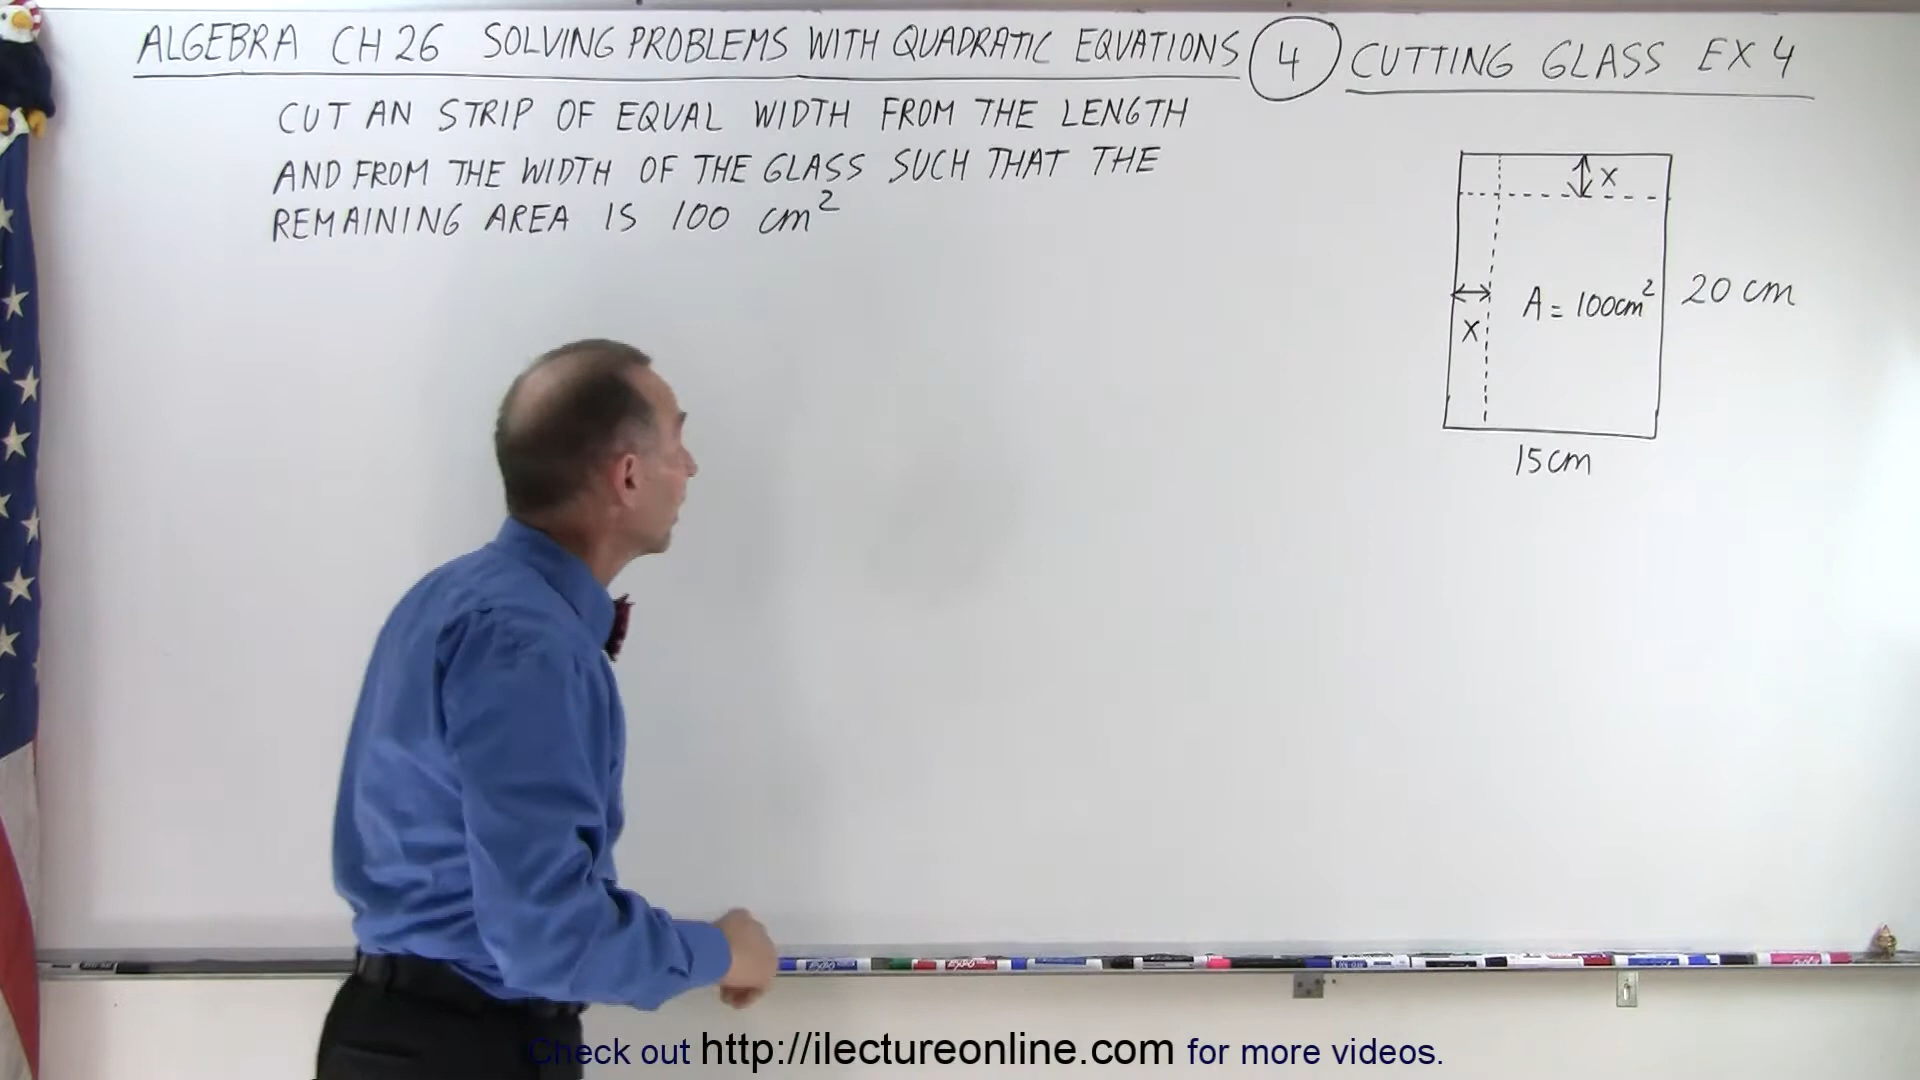 ALGEBRA CH 26 SOLVING PROBLEMS WITH QUADRATIC EQUATIONS 4 CUTTING GLASS EX 4
CUT AN STRIP OF EQUAL WIDTH FROM THE LENGTH
AND FROM THE WIDTH OF THE GLASS SUCH THAT THE
REMAINING AREA IS 100 cm²
X
20 cm
A = 100cm²
X
15cm
EXPO EXPO
Check out http://ilectureonline.com for more videos.